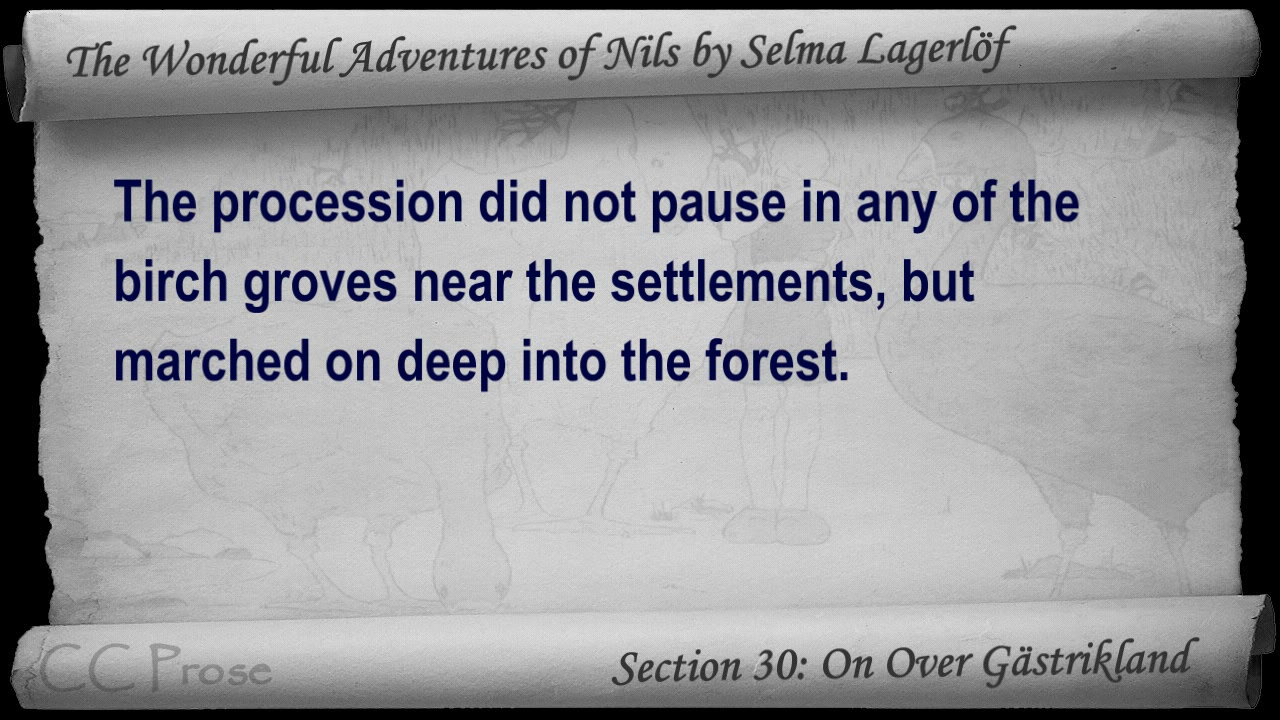 The Wonderful Adventures of Nils by Selma Lagerlöf
The procession did not pause in any of the
birch groves near the settlements, but
marched on deep into the forest.
CC Prose
Section 30: On Over Gästrikland